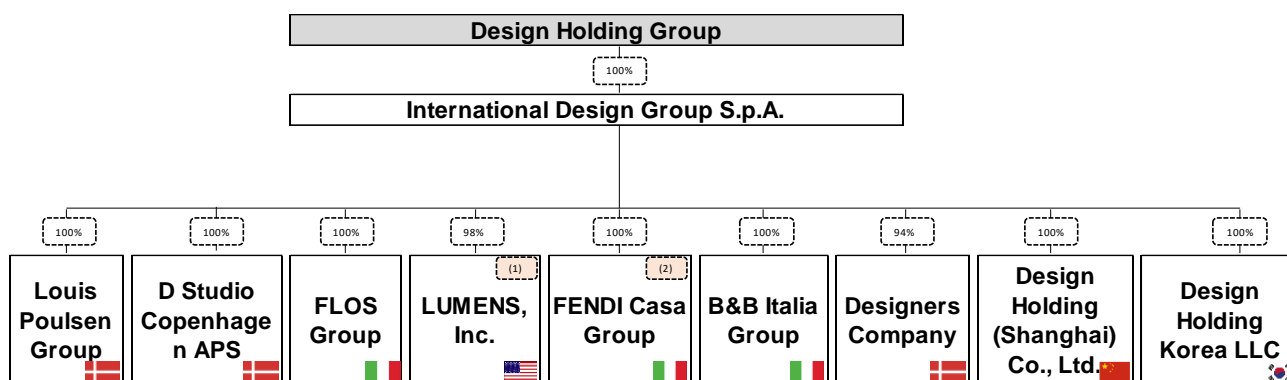 Design Holding Group
100%
International Design Group S.p.A.
100%
100%
100%
98%
100%
100%
94%
100%
100%
(1)
(2)
Louis
Poulsen
Group
D Studio
Copenhage
n APS
FLOS
Group
LUMENS,
Inc.
FENDI Casa
Group
B&B Italia
Group
Designers
Company
Design
Holding
(Shanghai)
Co., Ltd.
Design
Holding
Korea LLC